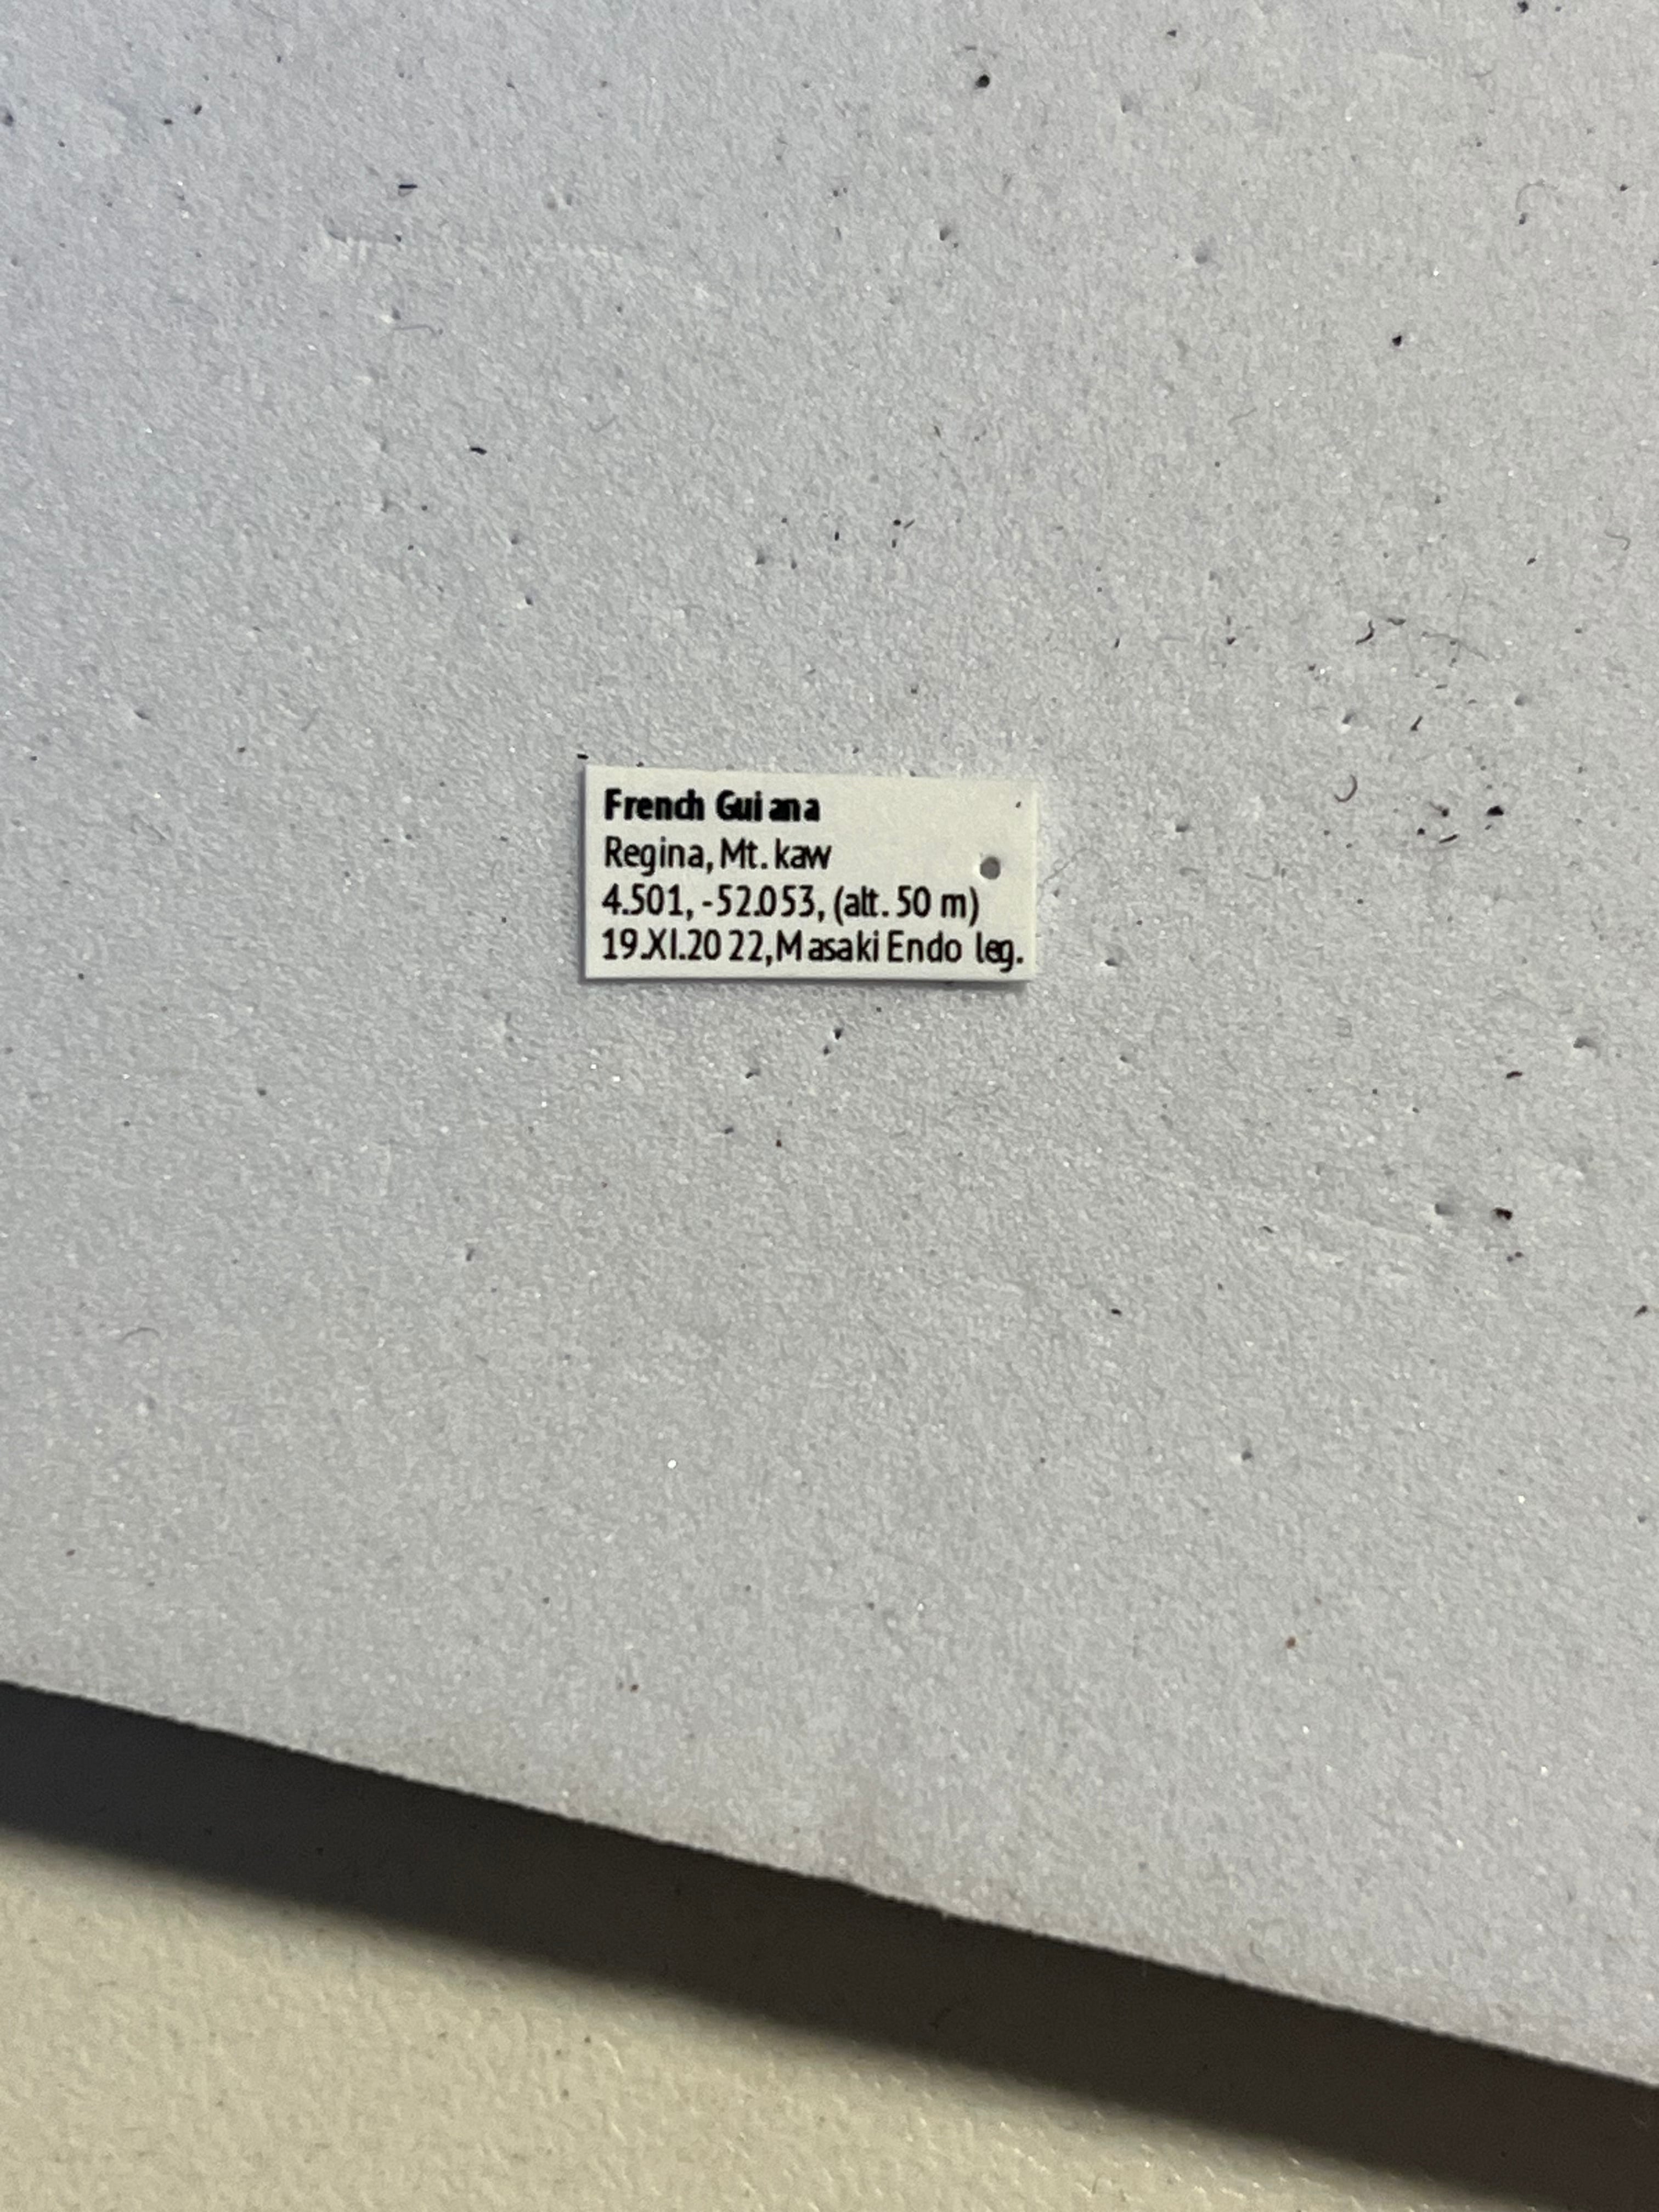 French Guiana
Regina, Mt. kaw
4.501, -52.053, (alt. 50 m)
19.XI.2022, Masaki Endo leg.